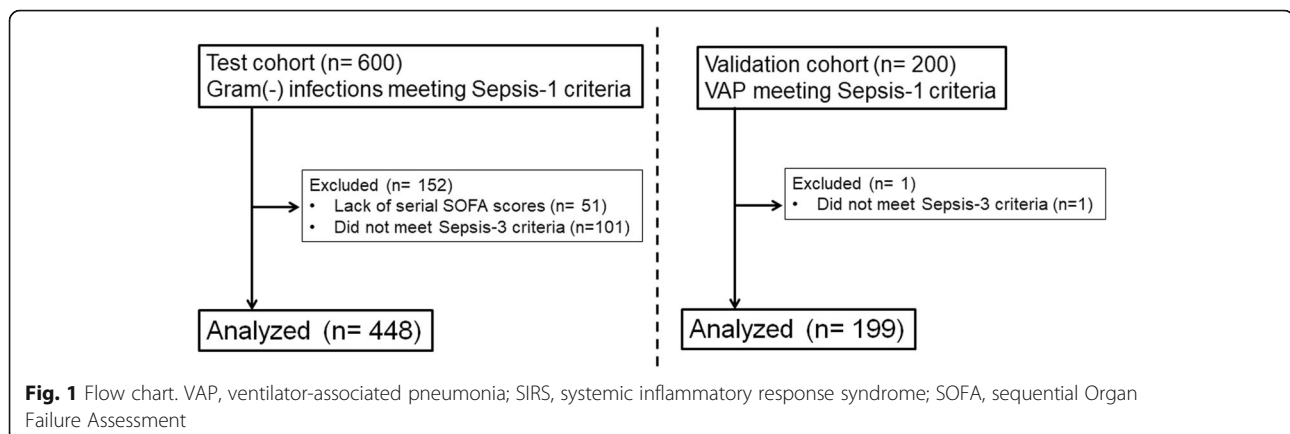 Test cohort (n= 600)
Gram(-) infections meeting Sepsis-1 criteria
Excluded (n= 152)
• Lack of serial SOFA scores (n= 51)
• Did not meet Sepsis-3 criteria (n=101)
Analyzed (n= 448)
Validation cohort (n= 200)
VAP meeting Sepsis-1 criteria
Excluded (n= 1)
• Did not meet Sepsis-3 criteria (n=1)
Analyzed (n= 199)
Fig. 1 Flow chart. VAP, ventilator-associated pneumonia; SIRS, systemic inflammatory response syndrome; SOFA, sequential Organ
Failure Assessment